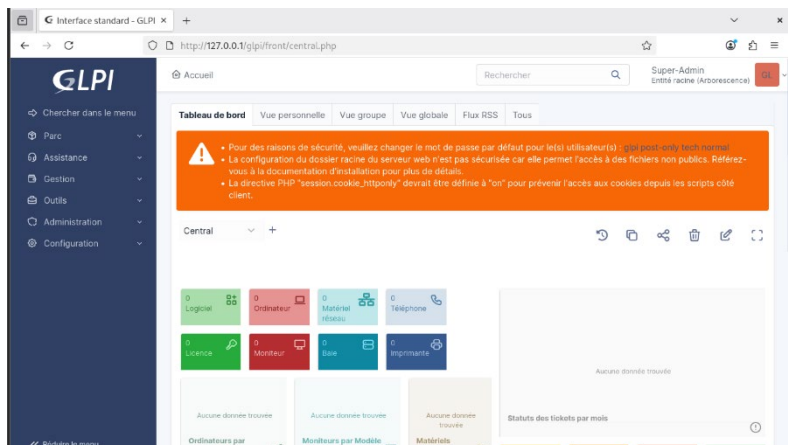 Interface standard - GLPI
http://127.0.0.1/glpi/front/central.php
GLPI
Accueil
Rechercher
Super-Admin
Entité racine (Arborescence)
GL
Chercher dans le menu
Parc
Assistance
Gestion
Outils
Administration
Configuration
Réduire le menu
Tableau de bord Vue personnelle Vue groupe Vue globale Flux RSS Tous
• Pour des raisons de sécurité, veuillez changer le mot de passe par défaut pour le(s) utilisateur(s) : glpi post-only tech normal
• La configuration du dossier racine du serveur web n'est pas sécurisée car elle permet l'accès à des fichiers non publics. Référez-
vous à la documentation d'installation pour plus de détails.
• La directive PHP "session.cookie_httponly" devrait être définie à "on" pour prévenir l'accès aux cookies depuis les scripts côté
client.
Central
0
Logiciel
0
Ordinateur
0
Matériel
réseau
0
Téléphone
0
Licence
0
Moniteur
0
Baie
0
Imprimante
Aucune donnée trouvée
Statuts des tickets par mois
Aucune donnée trouvée
Ordinateurs par
Aucune donnée trouvée
Moniteurs par Modèle
Aucune donnée
trouvée
Matériels